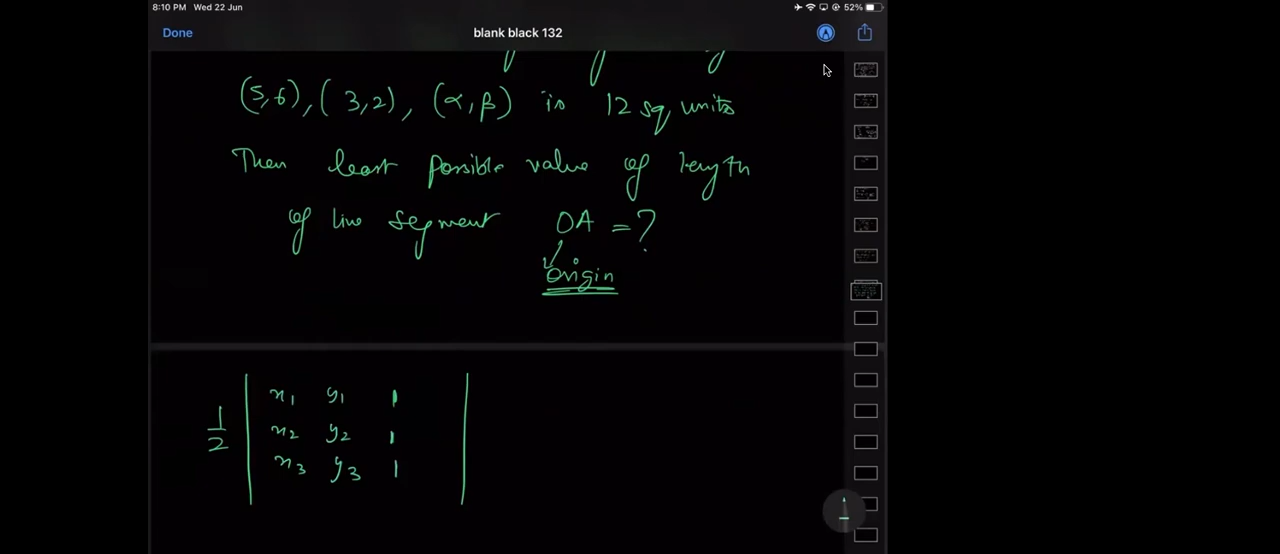 8:10 PM Wed 22 Jun
52%
Done
blank black 132
(5,6), (3,2), (α,β) is 12 sq, units
Then least possible value of length
of line segment OA = ?
origin
1/2 | x1 y1 1 |
| x2 y2 1 |
| x3 y3 1 |